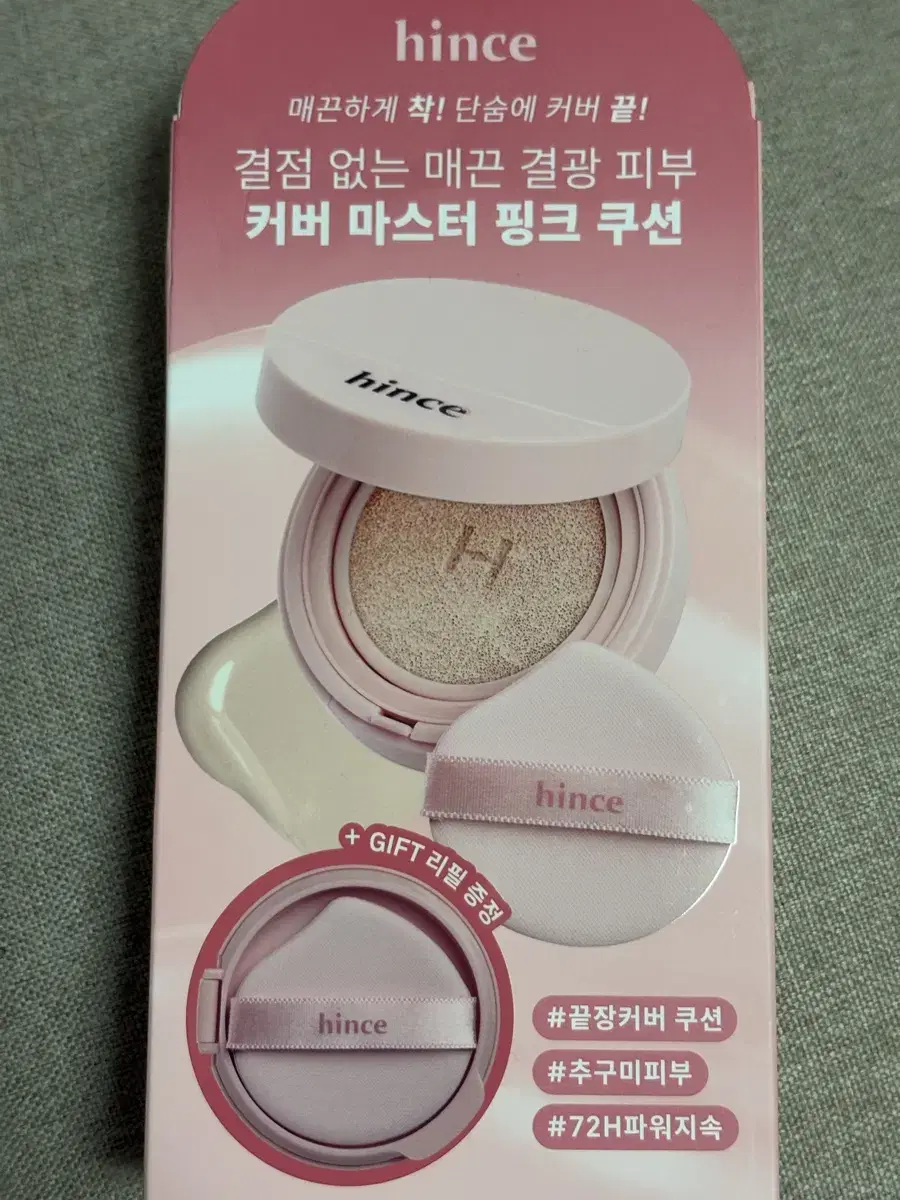 hince
매끈하게 착! 단숨에 커버 끝!
결점 없는 매끈 결광 피부
커버 마스터 핑크 쿠션
hince
H
hince
+ GIFT 리필 증정
hince
#끝장커버 쿠션
#추구미피부
#72H파워지속